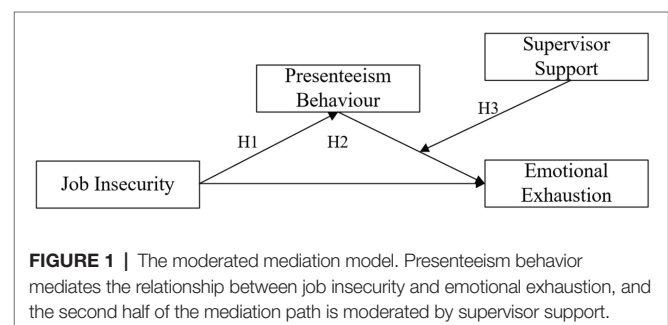 Supervisor
Support
Presenteeism
Behaviour
H3
H1
H2
Job Insecurity
Emotional
Exhaustion
FIGURE 1 | The moderated mediation model. Presenteeism behavior
mediates the relationship between job insecurity and emotional exhaustion, and
the second half of the mediation path is moderated by supervisor support.